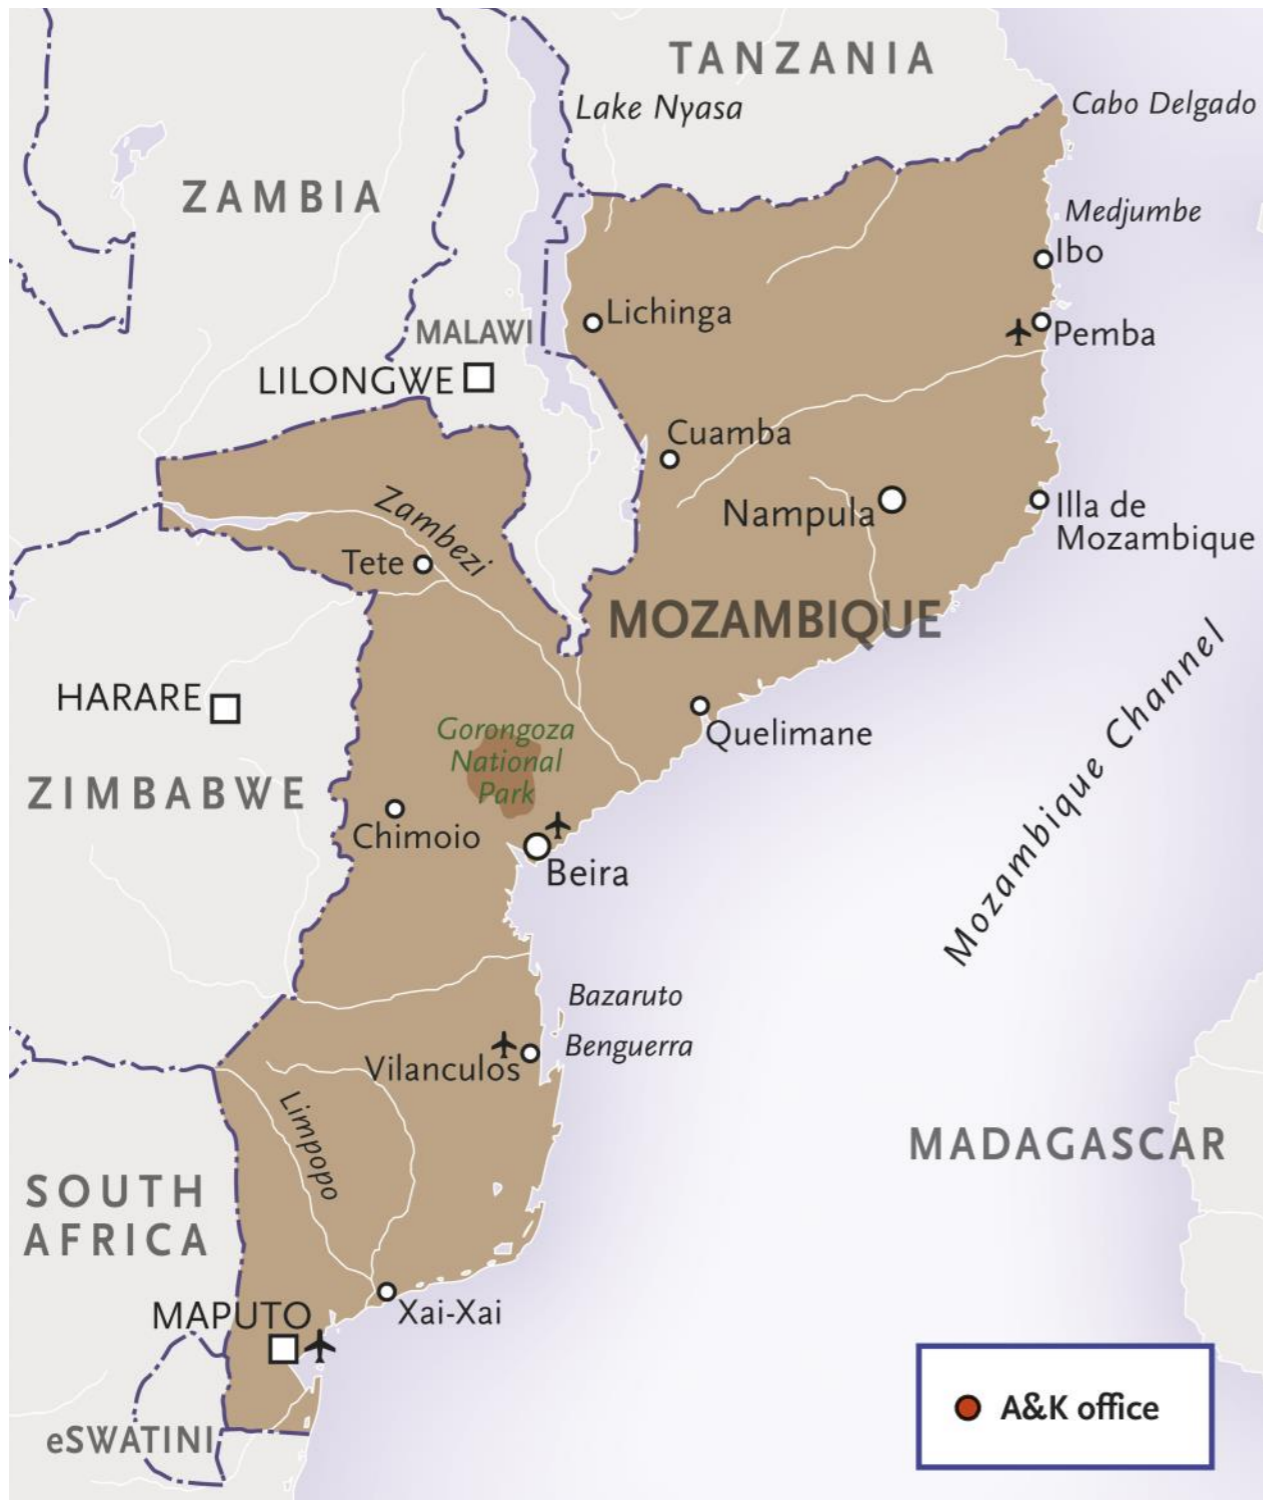 TANZANIA
Lake Nyasa
Cabo Delgado
ZAMBIA
Medjumbe
Ibo
Lichinga
MALAWI
Pemba
LILONGWE
Cuamba
Zambezi
Nampula
Illa de
Mozambique
Tete
MOZAMBIQUE
HARARE
Quelimane
Gorongoza
National
Park
Mozambique Channel
ZIMBABWE
Chimoio
Beira
Bazaruto
Benguerra
Vilanculos
Limpopo
MADAGASCAR
SOUTH
AFRICA
MAPUTO
Xai-Xai
A&K office
eSWATINI